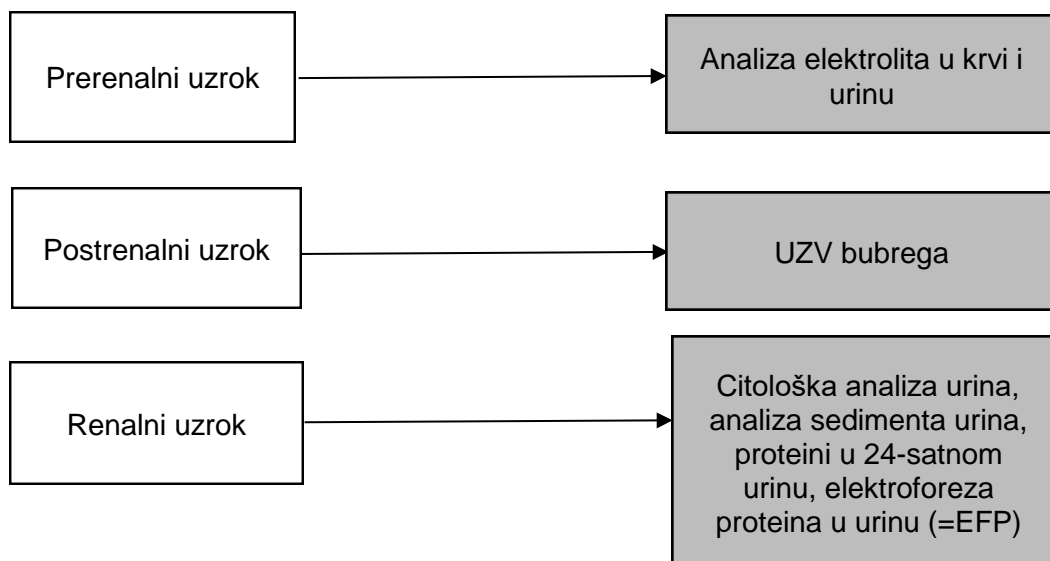 Prerenalni uzrok
Analiza elektrolita u krvi i
urinu
Postrenalni uzrok
UZV bubrega
Renalni uzrok
Citološka analiza urina,
analiza sedimenta urina,
proteini u 24-satnom
urinu, elektroforeza
proteina u urinu (=EFP)